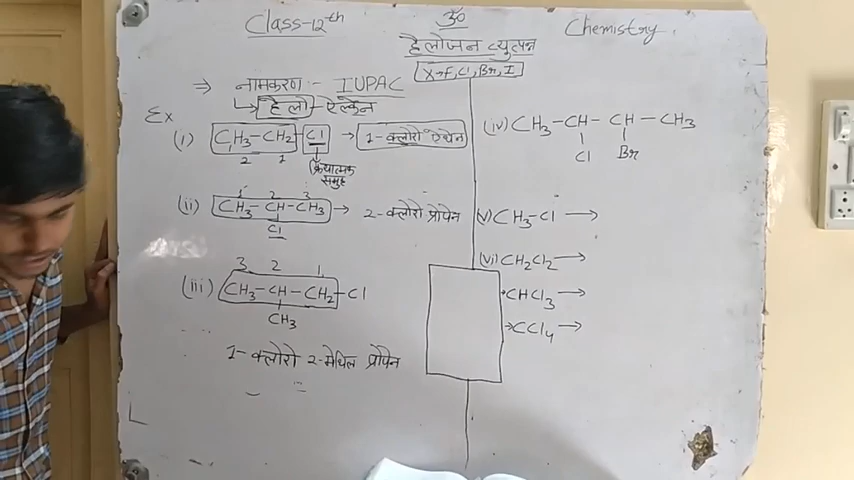 Class-12th
ॐ
Chemistry
हैलोजन व्युत्पन्न
X→F, Cl, Br, I
⇒ नामकरण :- IUPAC
↳ हैलो-ऐल्केन
Ex
(i) CH3-CH2-Cl → 1-क्लोरो ऐथेन
2 1
क्रियात्मक
समूह
1 2 3
(ii) CH3-CH-CH3 → 2-क्लोरो प्रोपेन
Cl
3 2 1
(iii) CH3-CH-CH2-Cl
CH3
1-क्लोरो 2-मेथिल प्रोपेन
(iv) CH3-CH-CH-CH3
Cl Br
(v) CH3-Cl →
(vi) CH2Cl2 →
CHCl3 →
→ CCl4 →